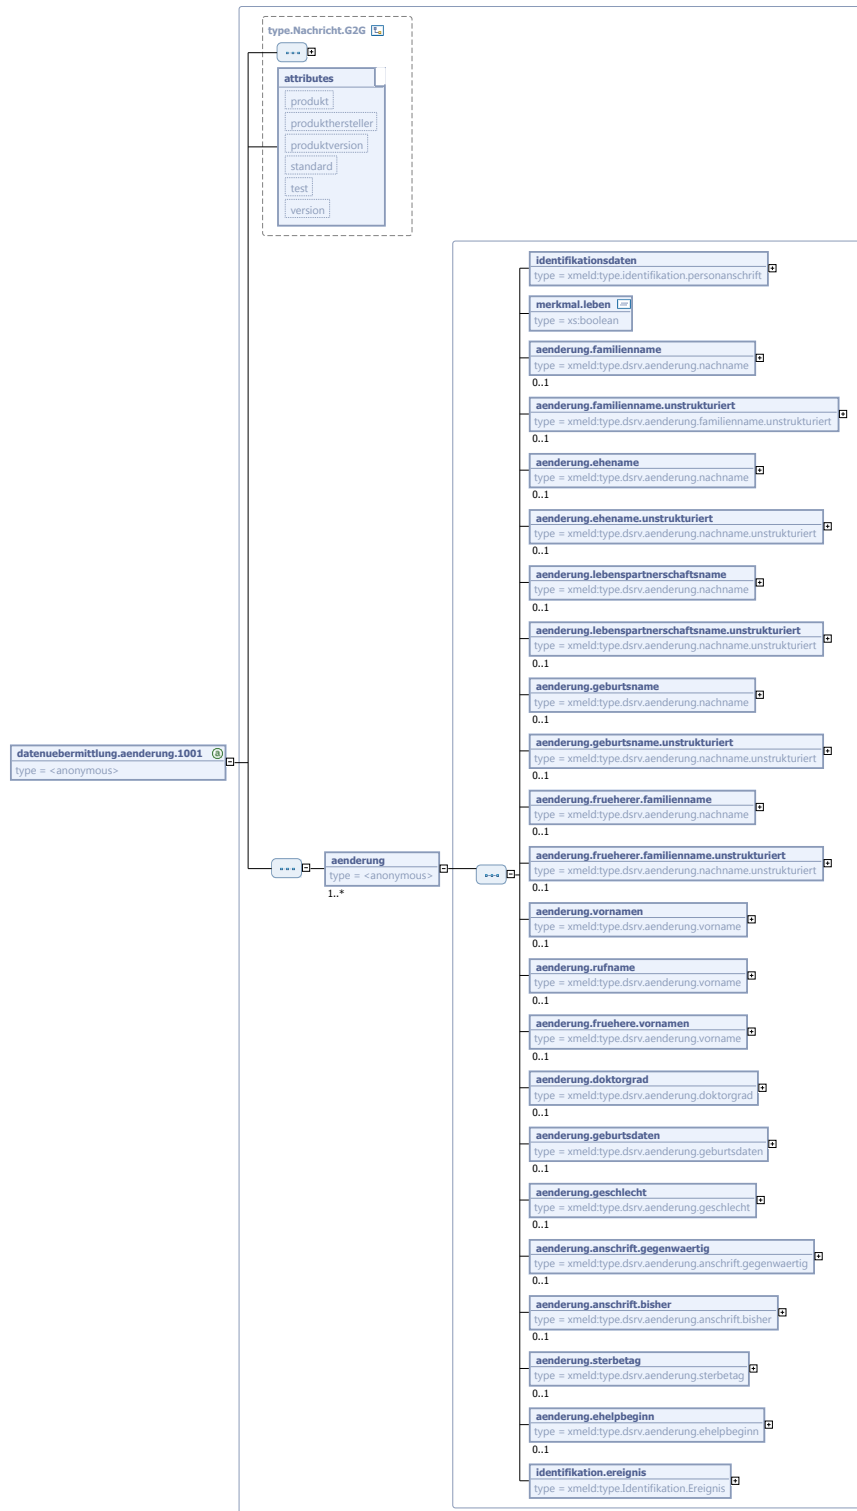 type.Nachricht.G2G
attributes
produkt
produkthersteller
produktversion
standard
test
version
identifikationsdaten
type = xmeld:type.identifikation.personanschrift
merkmal.leben
type = xs:boolean
aenderung.familienname
type = xmeld:type.dsrv.aenderung.nachname
0..1
aenderung.familienname.unstrukturiert
type = xmeld:type.dsrv.aenderung.familienname.unstrukturiert
0..1
aenderung.ehename
type = xmeld:type.dsrv.aenderung.nachname
0..1
aenderung.ehename.unstrukturiert
type = xmeld:type.dsrv.aenderung.nachname.unstrukturiert
0..1
aenderung.lebenspartnerschaftsname
type = xmeld:type.dsrv.aenderung.nachname
0..1
aenderung.lebenspartnerschaftsname.unstrukturiert
type = xmeld:type.dsrv.aenderung.nachname.unstrukturiert
0..1
aenderung.geburtsname
type = xmeld:type.dsrv.aenderung.nachname
0..1
aenderung.geburtsname.unstrukturiert
type = xmeld:type.dsrv.aenderung.nachname.unstrukturiert
0..1
datenuebermittlung.aenderung.1001 a
type = <anonymous>
aenderung.frueherer.familienname
type = xmeld:type.dsrv.aenderung.nachname
0..1
aenderung
type = <anonymous>
1..*
aenderung.frueherer.familienname.unstrukturiert
type = xmeld:type.dsrv.aenderung.nachname.unstrukturiert
0..1
aenderung.vornamen
type = xmeld:type.dsrv.aenderung.vorname
0..1
aenderung.rufname
type = xmeld:type.dsrv.aenderung.vorname
0..1
aenderung.fruehere.vornamen
type = xmeld:type.dsrv.aenderung.vorname
0..1
aenderung.doktorgrad
type = xmeld:type.dsrv.aenderung.doktorgrad
0..1
aenderung.geburtsdaten
type = xmeld:type.dsrv.aenderung.geburtsdaten
0..1
aenderung.geschlecht
type = xmeld:type.dsrv.aenderung.geschlecht
0..1
aenderung.anschrift.gegenwaertig
type = xmeld:type.dsrv.aenderung.anschrift.gegenwaertig
0..1
aenderung.anschrift.bisher
type = xmeld:type.dsrv.aenderung.anschrift.bisher
0..1
aenderung.sterbetag
type = xmeld:type.dsrv.aenderung.sterbetag
0..1
aenderung.ehelpbeginn
type = xmeld:type.dsrv.aenderung.ehelpbeginn
0..1
identifikation.ereignis
type = xmeld:type.Identifikation.Ereignis